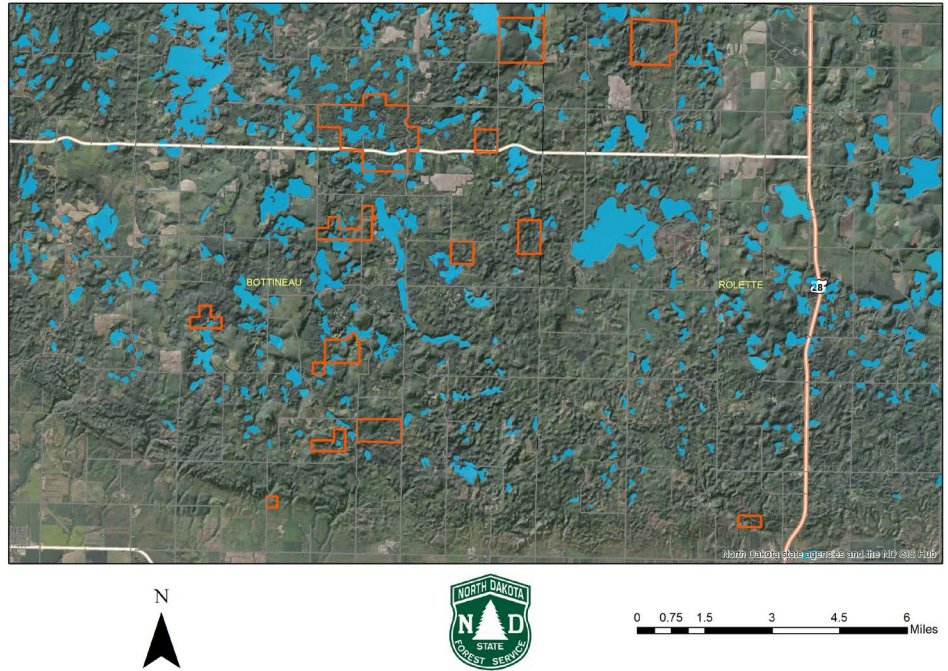 BOTTINEAU
ROLETTE
281
North Dakota state agencies and the ND GIS Hub
N
NORTH DAKOTA
N D
STATE
FOREST SERVICE
0 0.75 1.5 3 4.5 6
Miles